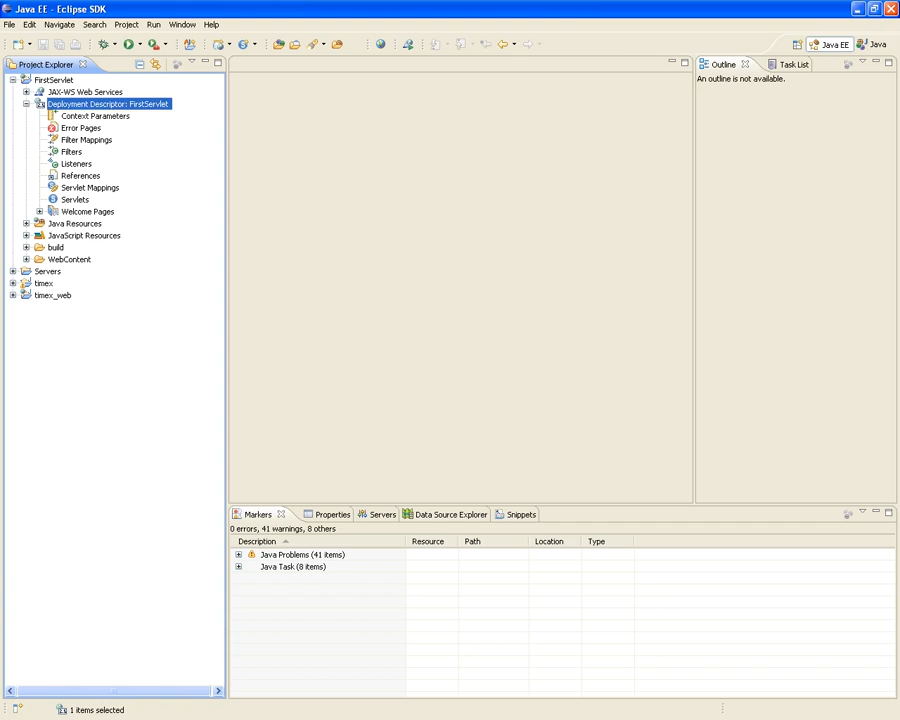 Java EE - Eclipse SDK
File Edit Navigate Search Project Run Window Help
Java EE Java
Project Explorer
FirstServlet
JAX-WS Web Services
Deployment Descriptor: FirstServlet
Context Parameters
Error Pages
Filter Mappings
Filters
Listeners
References
Servlet Mappings
Servlets
Welcome Pages
Java Resources
JavaScript Resources
build
WebContent
Servers
timex
timex_web
Outline Task List
An outline is not available.
Markers Properties Servers Data Source Explorer Snippets
0 errors, 41 warnings, 8 others
Description Resource Path Location Type
Java Problems (41 items)
Java Task (8 items)
1 items selected